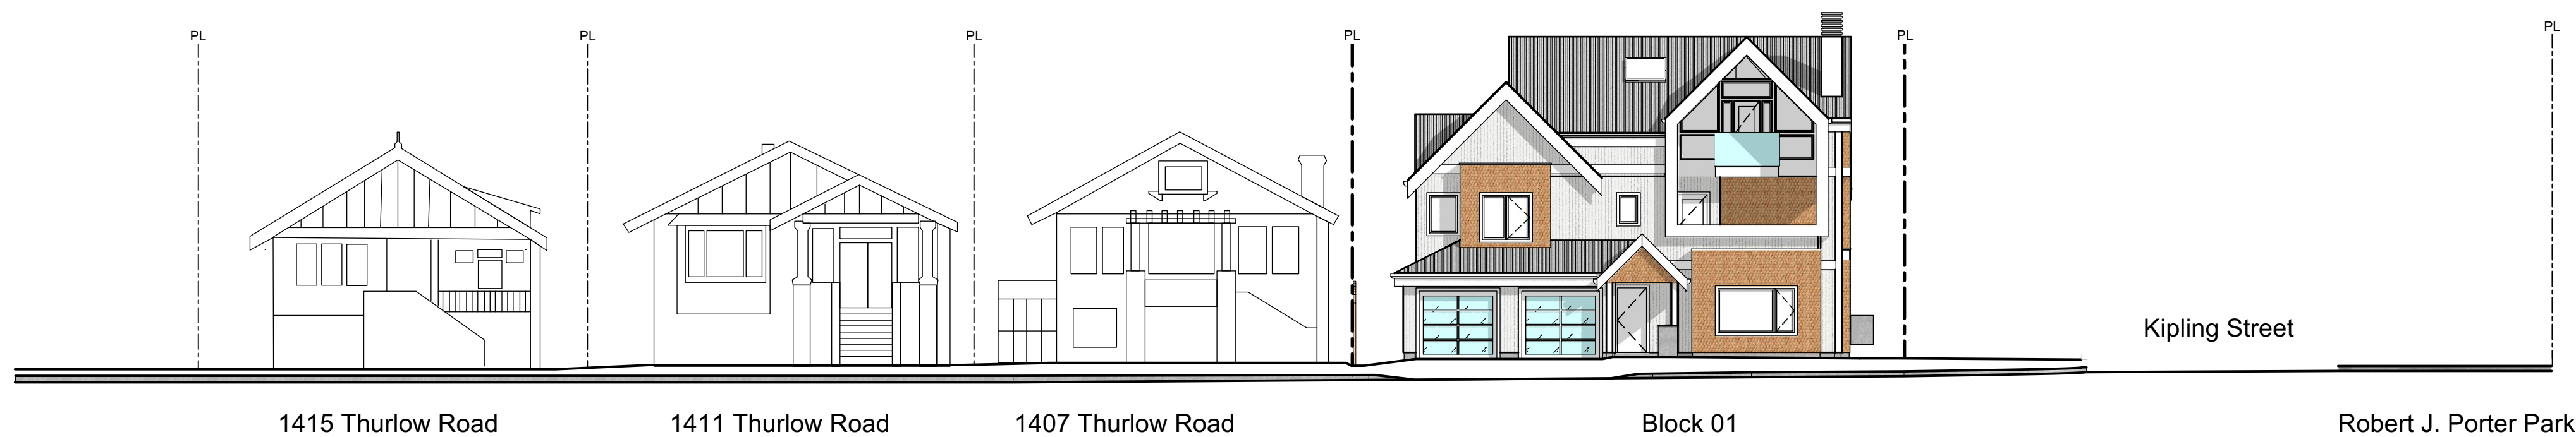 PL
PL
PL
PL
PL
PL
Kipling Street
1415 Thurlow Road
1411 Thurlow Road
1407 Thurlow Road
Block 01
Robert J. Porter Park